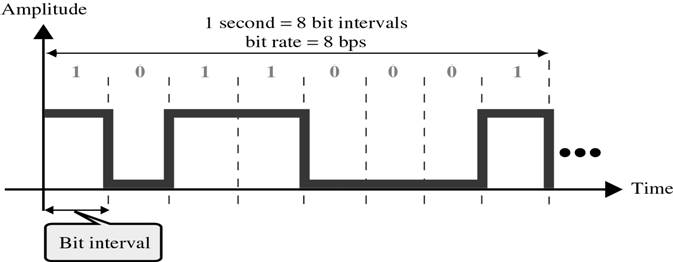 Amplitude
1 second = 8 bit intervals
bit rate = 8 bps
1 0 1 1 0 0 0 1
Time
Bit interval